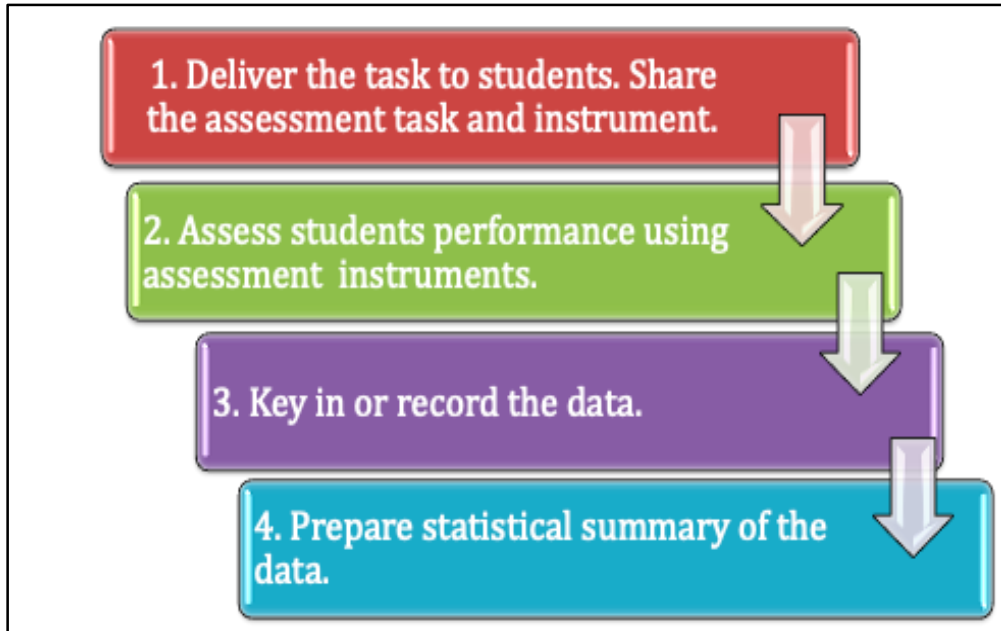 1. Deliver the task to students. Share
the assessment task and instrument.
2. Assess students performance using
assessment instruments.
3. Key in or record the data.
4. Prepare statistical summary of the
data.